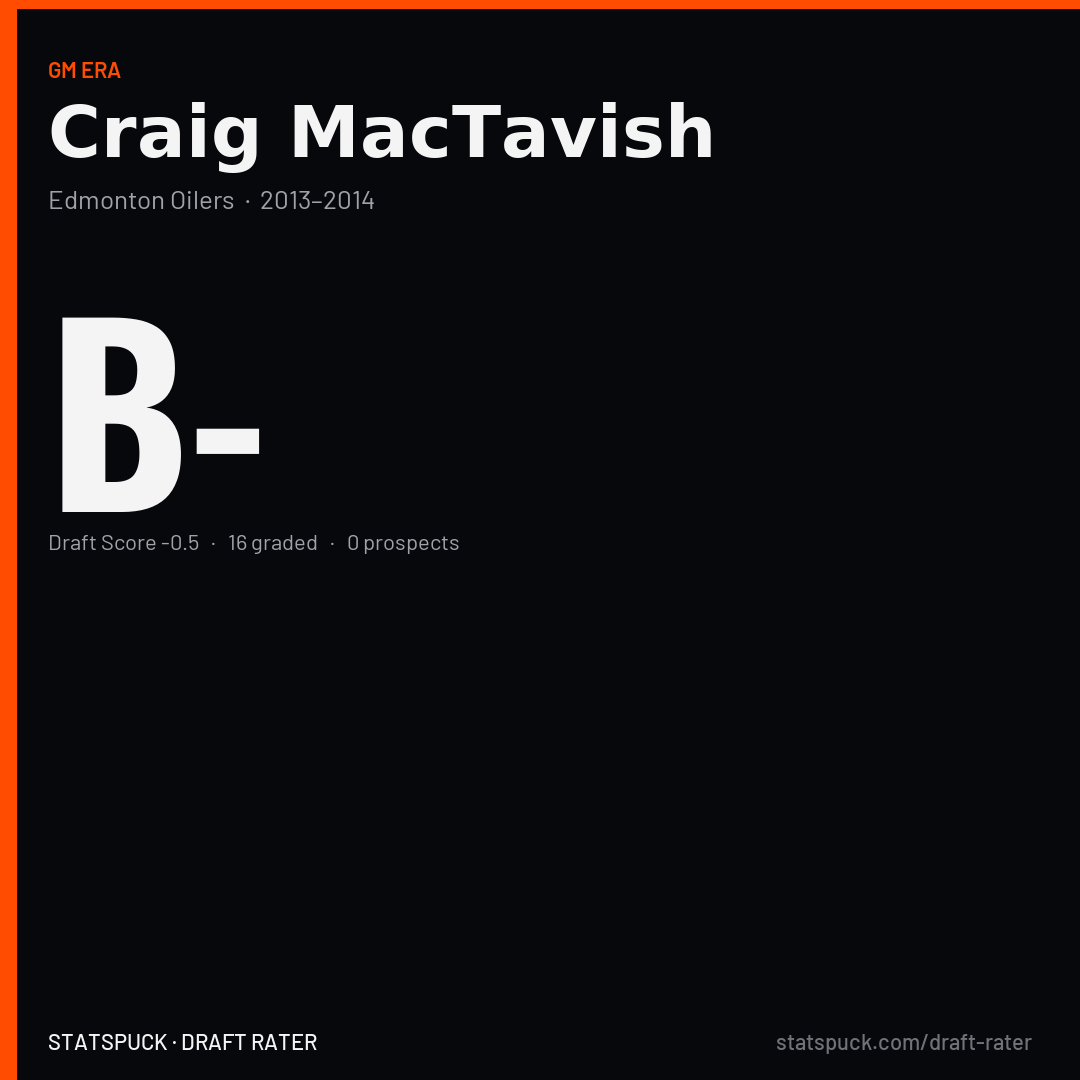 GM ERA
Craig MacTavish
Edmonton Oilers · 2013–2014
B-
Draft Score -0.5 · 16 graded · 0 prospects
STATSPUCK · DRAFT RATER
statspuck.com/draft-rater